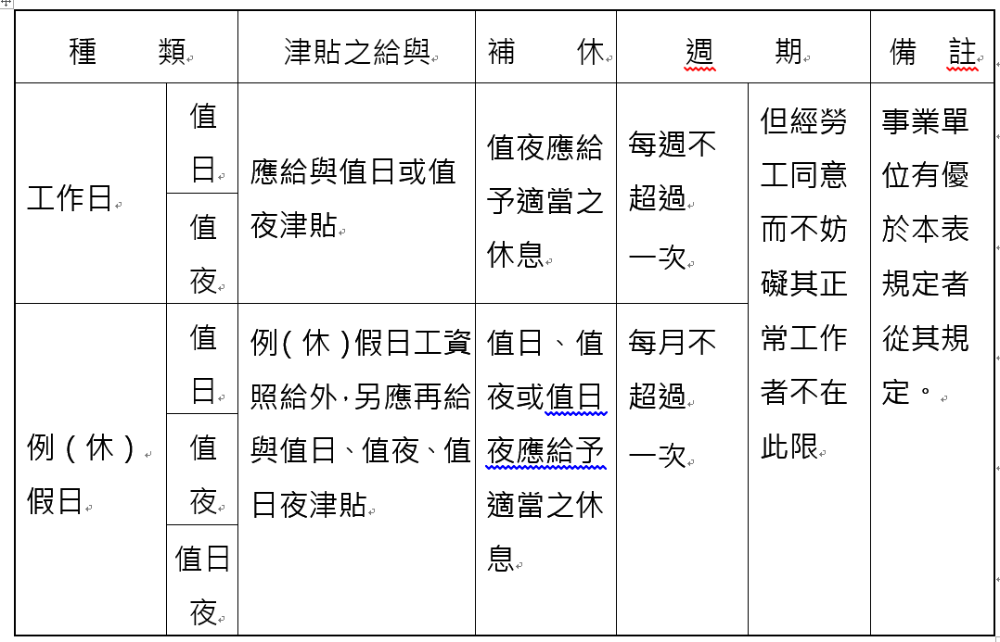 種 類
津貼之給與
補 休
週 期
備 註
工作日
值
日
值
夜
應給與值日或值
夜津貼
值夜應給
予適當之
休息
每週不
超過
一次
但經勞
工同意
而不妨
礙其正
常工作
者不在
此限
事業單
位有優
於本表
規定者
從其規
定。
例(休)
假日
值
日
值
夜
值日
夜
例(休)假日工資
照給外,另應再給
與值日、值夜、值
日夜津貼
值日、值
夜或值日
夜應給予
適當之休
息
每月不
超過
一次